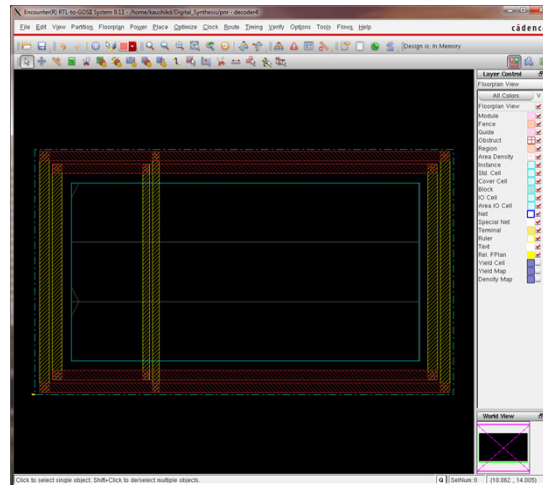 Encounter(R) RTL-to-GDSII System 9.11 - /home/kaushikd/Digital_Synthesis/pnr - decoder4
File Edit View Partition Floorplan Power Place Optimize Clock Route Timing Verify Options Tools Flows Help
cādence
Design is: In Memory
Layer Control
Floorplan View
All Colors V
Floorplan View
Module
Fence
Guide
Obstruct
Region
Area Density
Instance
Std. Cell
Cover Cell
Block
IO Cell
Area IO Cell
Net
Special Net
Terminal
Ruler
Text
Rel. FPlan
Yield Cell
Yield Map
Density Map
World View
Click to select single object. Shift+Click to de/select multiple objects.
Q SelNum: 0 (10.062 , 14.005)